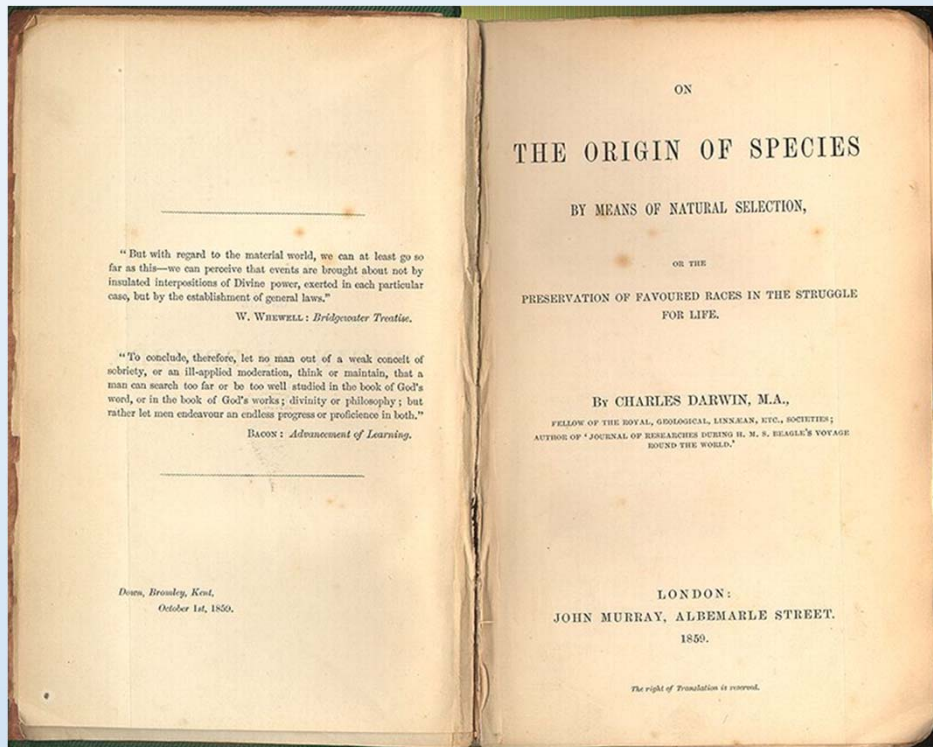 "But with regard to the material world, we can at least go so
far as this—we can perceive that events are brought about not by
insulated interpositions of Divine power, exerted in each particular
case, but by the establishment of general laws."
W. WHEWELL: Bridgewater Treatise.
"To conclude, therefore, let no man out of a weak conceit of
sobriety, or an ill-applied moderation, think or maintain, that a
man can search too far or be too well studied in the book of God's
word, or in the book of God's works; divinity or philosophy; but
rather let men endeavour an endless progress or proficience in both."
BACON: Advancement of Learning.
Down, Bromley, Kent,
October 1st, 1859.
ON
THE ORIGIN OF SPECIES
BY MEANS OF NATURAL SELECTION,
OR THE
PRESERVATION OF FAVOURED RACES IN THE STRUGGLE
FOR LIFE.
BY CHARLES DARWIN, M.A.,
FELLOW OF THE ROYAL, GEOLOGICAL, LINNÆAN, ETC., SOCIETIES;
AUTHOR OF 'JOURNAL OF RESEARCHES DURING H. M. S. BEAGLE'S VOYAGE
ROUND THE WORLD.'
LONDON:
JOHN MURRAY, ALBEMARLE STREET.
1859.
The right of Translation is reserved.